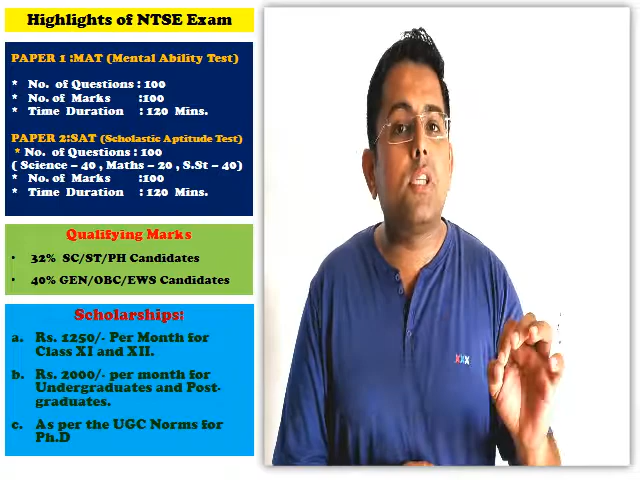 Highlights of NTSE Exam
PAPER 1 :MAT (Mental Ability Test)
* No. of Questions : 100
* No. of Marks :100
* Time Duration : 120 Mins.
PAPER 2:SAT (Scholastic Aptitude Test)
* No. of Questions : 100
( Science – 40 , Maths – 20 , S.St – 40)
* No. of Marks :100
* Time Duration : 120 Mins.
Qualifying Marks
• 32% SC/ST/PH Candidates
• 40% GEN/OBC/EWS Candidates
Scholarships:
a. Rs. 1250/- Per Month for
Class XI and XII.
b. Rs. 2000/- per month for
Undergraduates and Post-
graduates.
c. As per the UGC Norms for
Ph.D
XXX